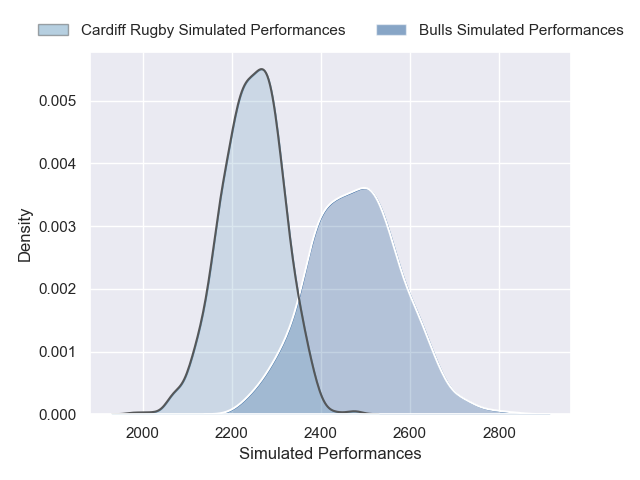 Cardiff Rugby Simulated Performances Bulls Simulated Performances
0.005
0.004
0.003
0.002
0.001
0.000
Density
2000 2200 2400 2600 2800
Simulated Performances